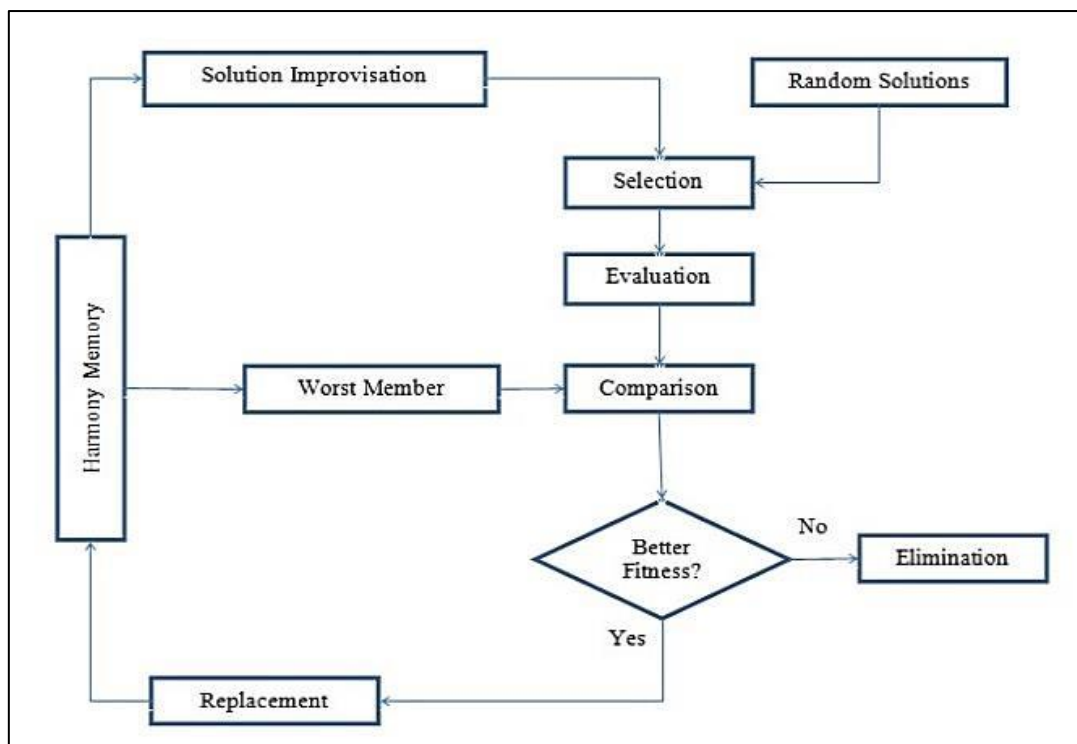 Solution Improvisation
Random Solutions
Selection
Evaluation
Harmony Memory
Worst Member
Comparison
Better
Fitness?
No
Elimination
Yes
Replacement